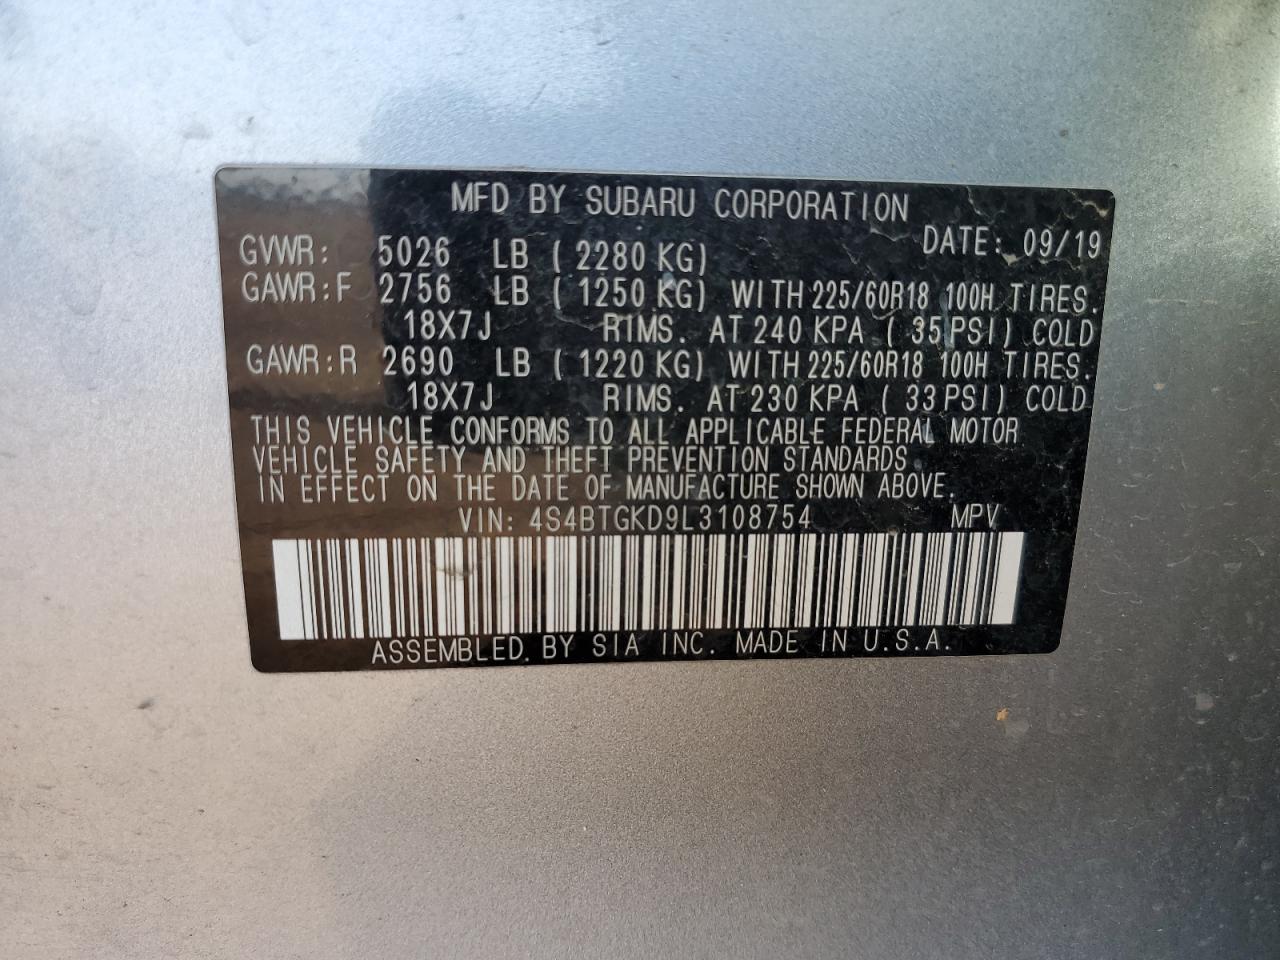 MFD BY SUBARU CORPORATION
DATE: 09/19
GVWR: 5026 LB ( 2280 KG)
GAWR:F 2756 LB ( 1250 KG) WITH 225/60R18 100H TIRES.
18X7J RIMS. AT 240 KPA ( 35 PSI) COLD
GAWR:R 2690 LB ( 1220 KG) WITH 225/60R18 100H TIRES.
18X7J RIMS. AT 230 KPA ( 33 PSI) COLD
THIS VEHICLE CONFORMS TO ALL APPLICABLE FEDERAL MOTOR
VEHICLE SAFETY AND THEFT PREVENTION STANDARDS
IN EFFECT ON THE DATE OF MANUFACTURE SHOWN ABOVE.
VIN: 4S4BTGKD9L3108754 MPV
ASSEMBLED BY SIA INC. MADE IN U.S.A.